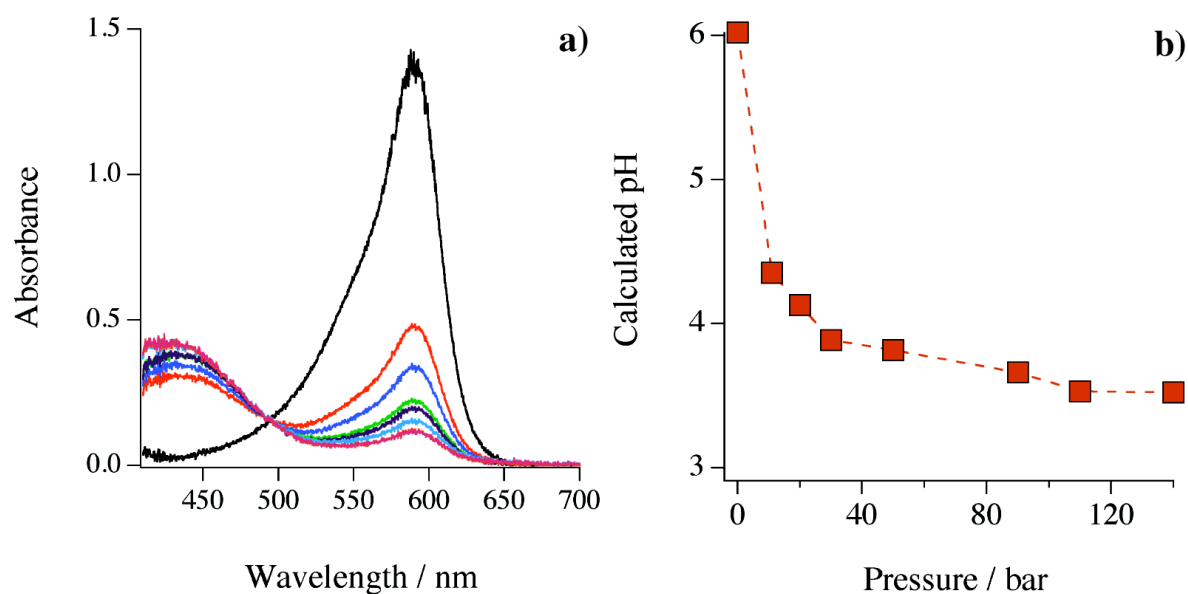 a)
1.5
1.0
0.5
0.0
Absorbance
450 500 550 600 650 700
Wavelength / nm
b)
6
5
4
3
Calculated pH
0 40 80 120
Pressure / bar